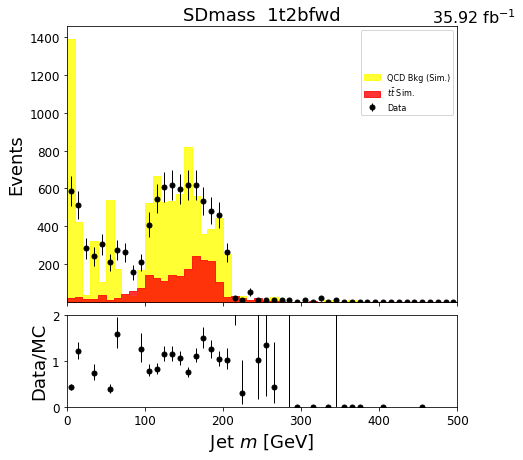 SDmass 1t2bfwd
35.92 fb⁻¹
1400
1200
1000
800
600
400
200
Events
QCD Bkg (Sim.)
tt̄ Sim.
Data
2
1
0
Data/MC
0 100 200 300 400 500
Jet m [GeV]